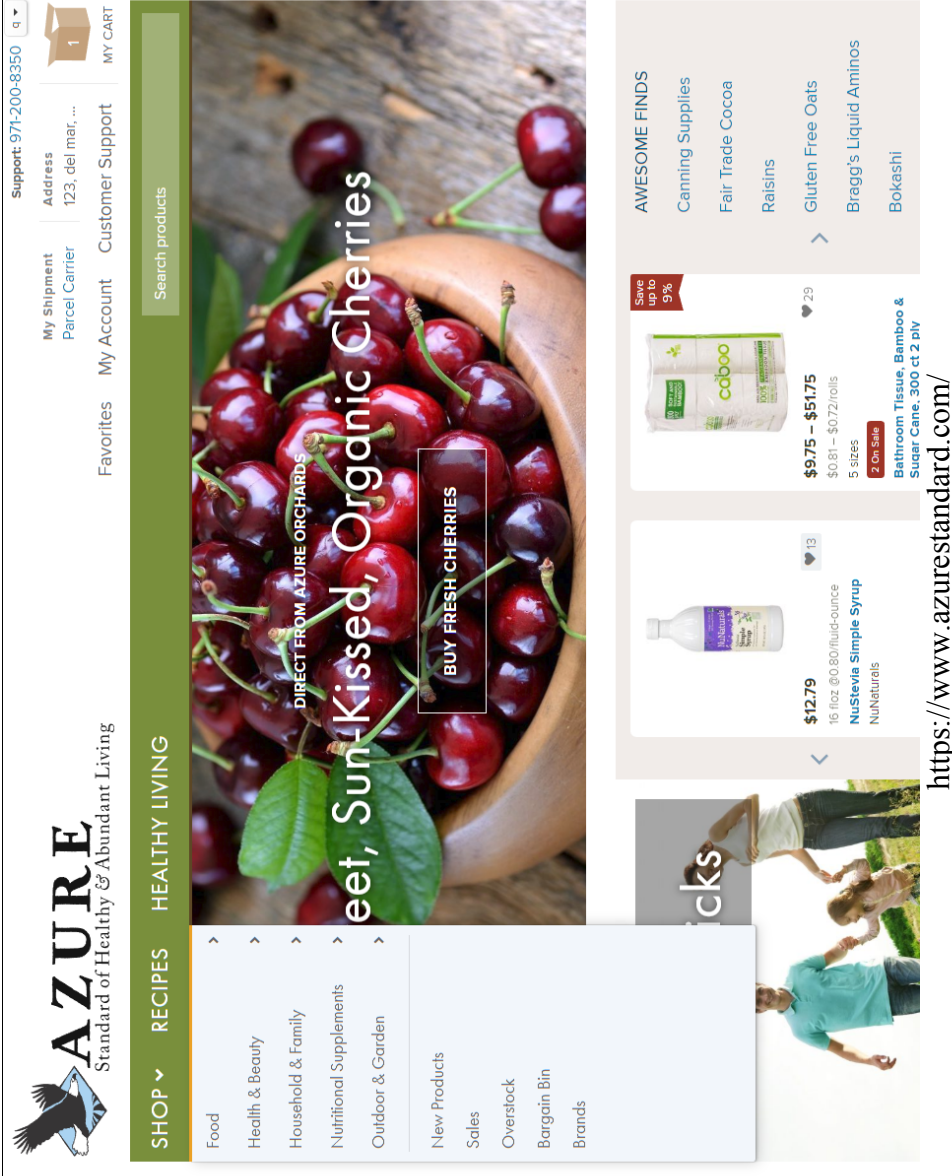 Support: 971-200-8350 q
AZURE
Standard of Healthy & Abundant Living
My Shipment
Parcel Carrier
Address
123, del mar, ...
1
MY CART
Favorites My Account Customer Support
SHOP RECIPES HEALTHY LIVING
Search products
Food
Health & Beauty
Household & Family
Nutritional Supplements
Outdoor & Garden
New Products
Sales
Overstock
Bargain Bin
Brands
DIRECT FROM AZURE ORCHARDS
eet, Sun-Kissed, Organic Cherries
BUY FRESH CHERRIES
icks
NuNaturals
Simple
Syrup
$12.79
13
16 floz @0.80/fluid-ounce
NuStevia Simple Syrup
NuNaturals
Save
up to
9%
caboo
100%
$9.75 – $51.75
29
$0.81 – $0.72/rolls
5 sizes
2 On Sale
Bathroom Tissue, Bamboo &
Sugar Cane, 300 ct 2 ply
AWESOME FINDS
Canning Supplies
Fair Trade Cocoa
Raisins
Gluten Free Oats
Bragg's Liquid Aminos
Bokashi
https://www.azurestandard.com/